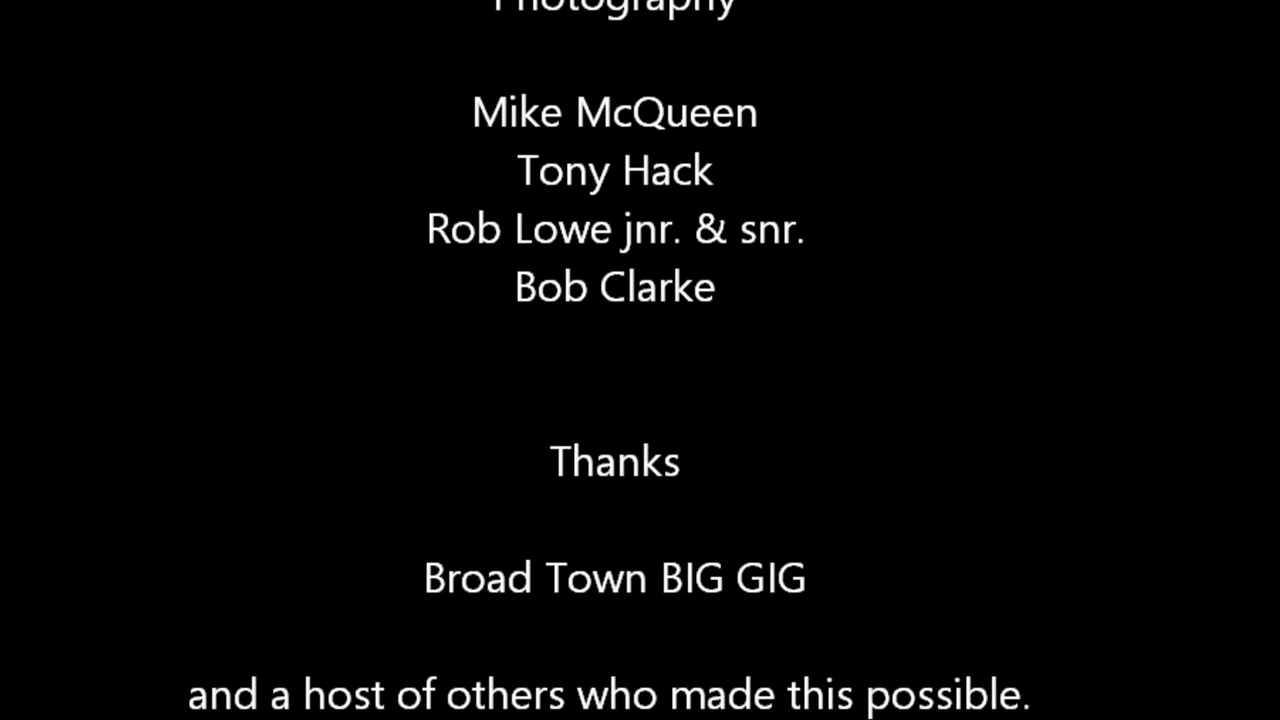 Photography
Mike McQueen
Tony Hack
Rob Lowe jnr. & snr.
Bob Clarke
Thanks
Broad Town BIG GIG
and a host of others who made this possible.